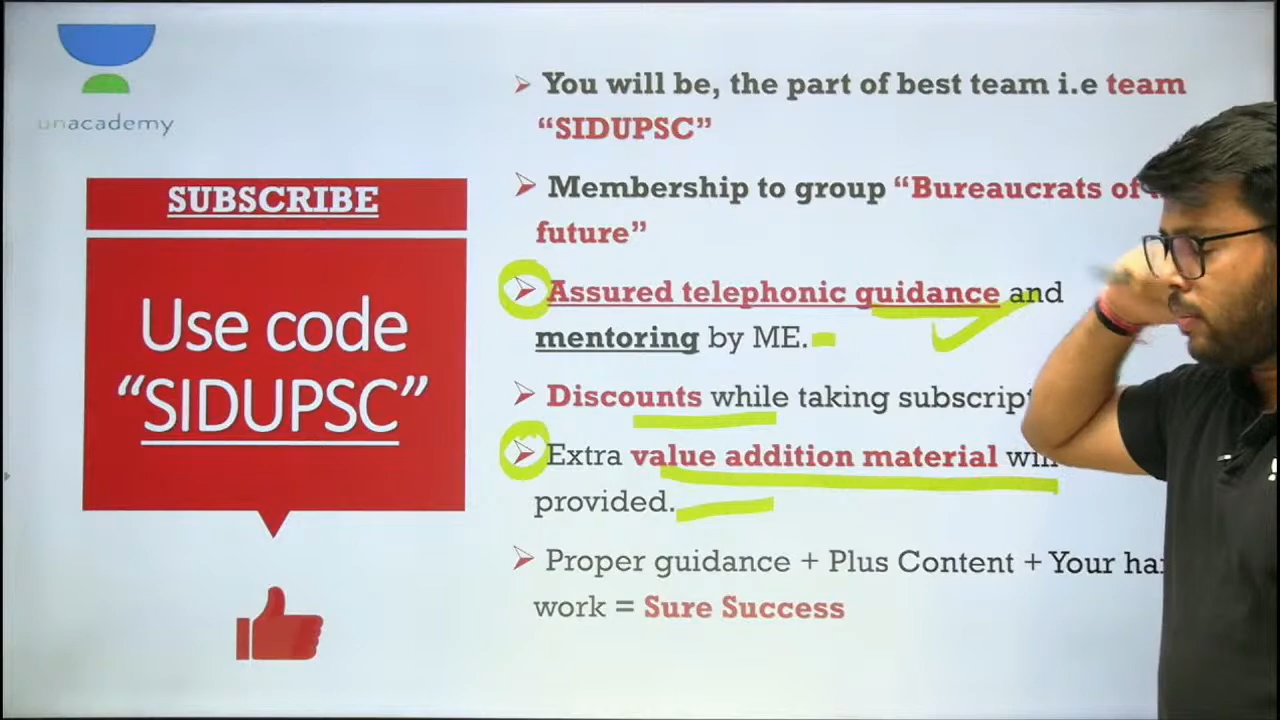 unacademy
SUBSCRIBE
Use code
“SIDUPSC”
You will be, the part of best team i.e team
“SIDUPSC”
Membership to group “Bureaucrats of
future”
Assured telephonic guidance and
mentoring by ME.
Discounts while taking
Extra value addition material
provided.
Proper guidance + Plus Content + Your
work = Sure Success